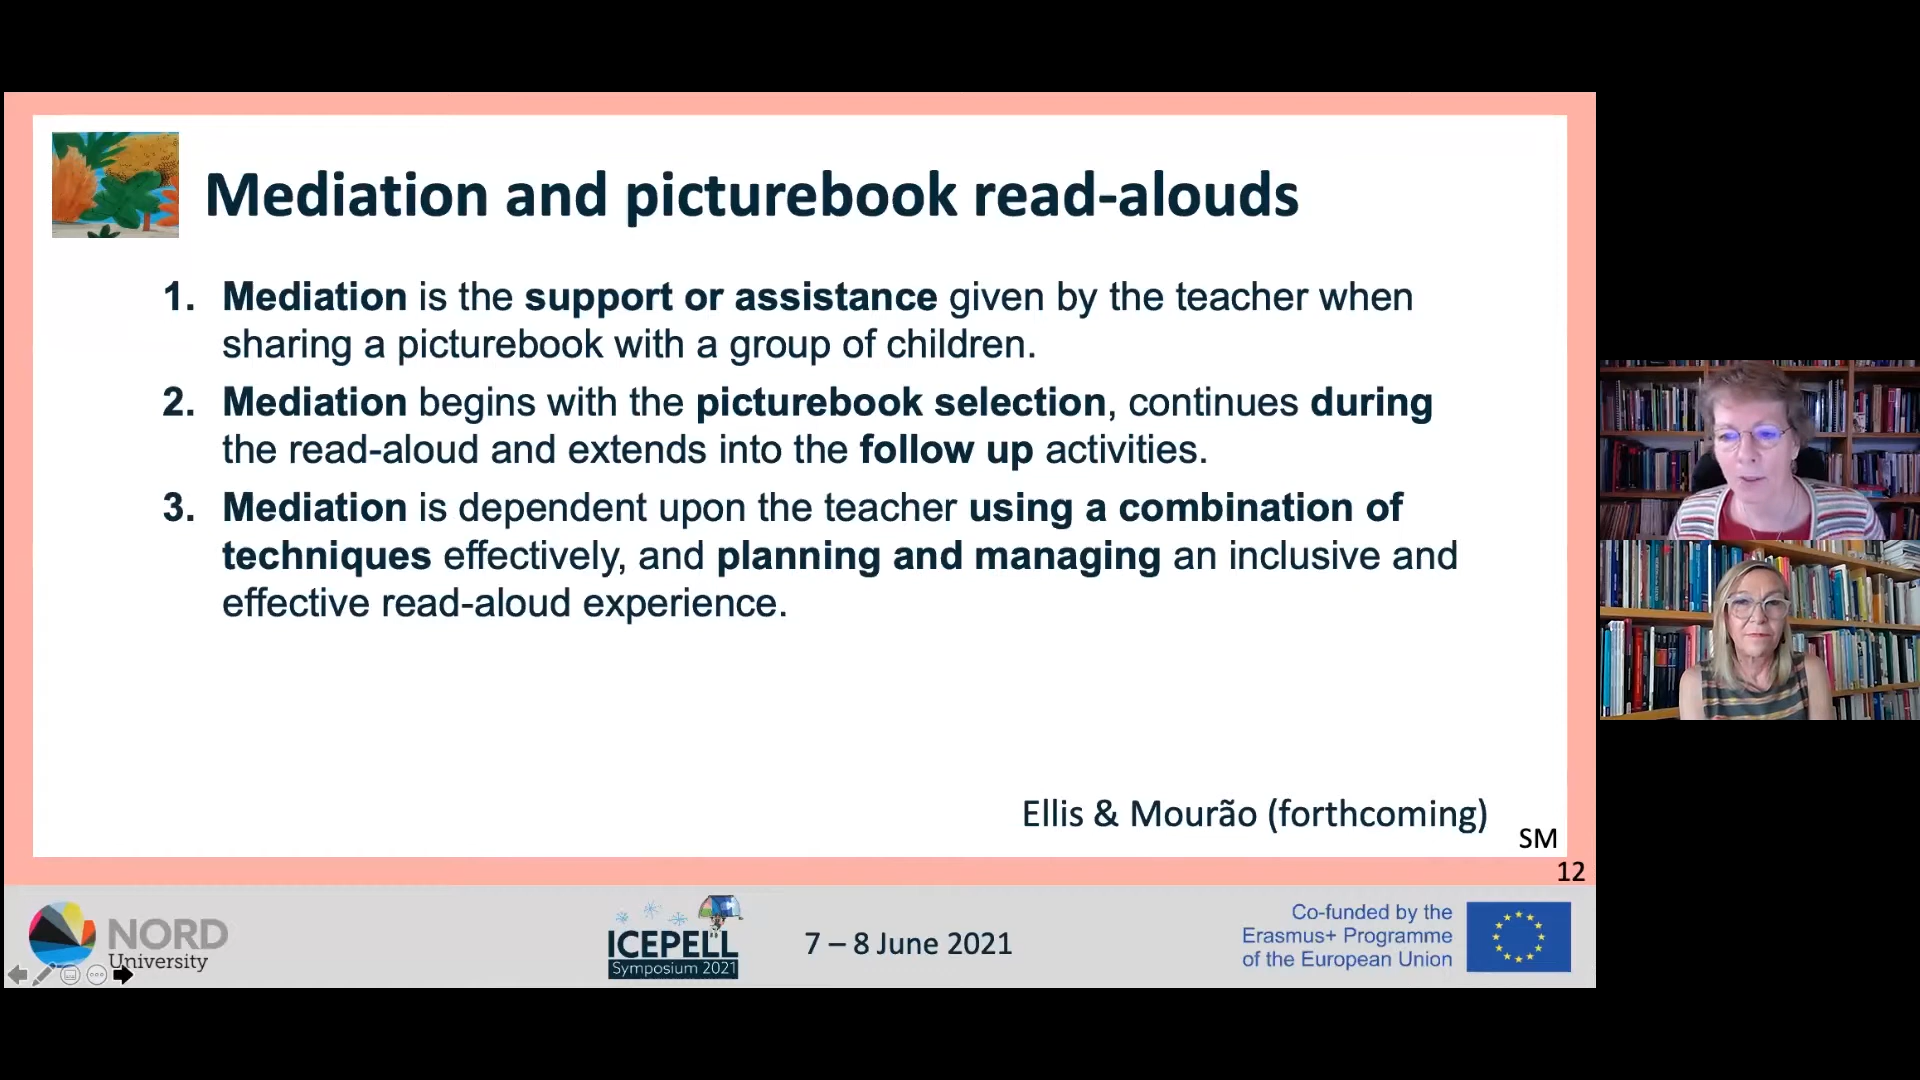 Mediation and picturebook read-alouds
1. Mediation is the support or assistance given by the teacher when
sharing a picturebook with a group of children.
2. Mediation begins with the picturebook selection, continues during
the read-aloud and extends into the follow up activities.
3. Mediation is dependent upon the teacher using a combination of
techniques effectively, and planning and managing an inclusive and
effective read-aloud experience.
Ellis & Mourão (forthcoming)
SM
12
NORD
University
ICEPELL
Symposium 2021
7 – 8 June 2021
Co-funded by the
Erasmus+ Programme
of the European Union